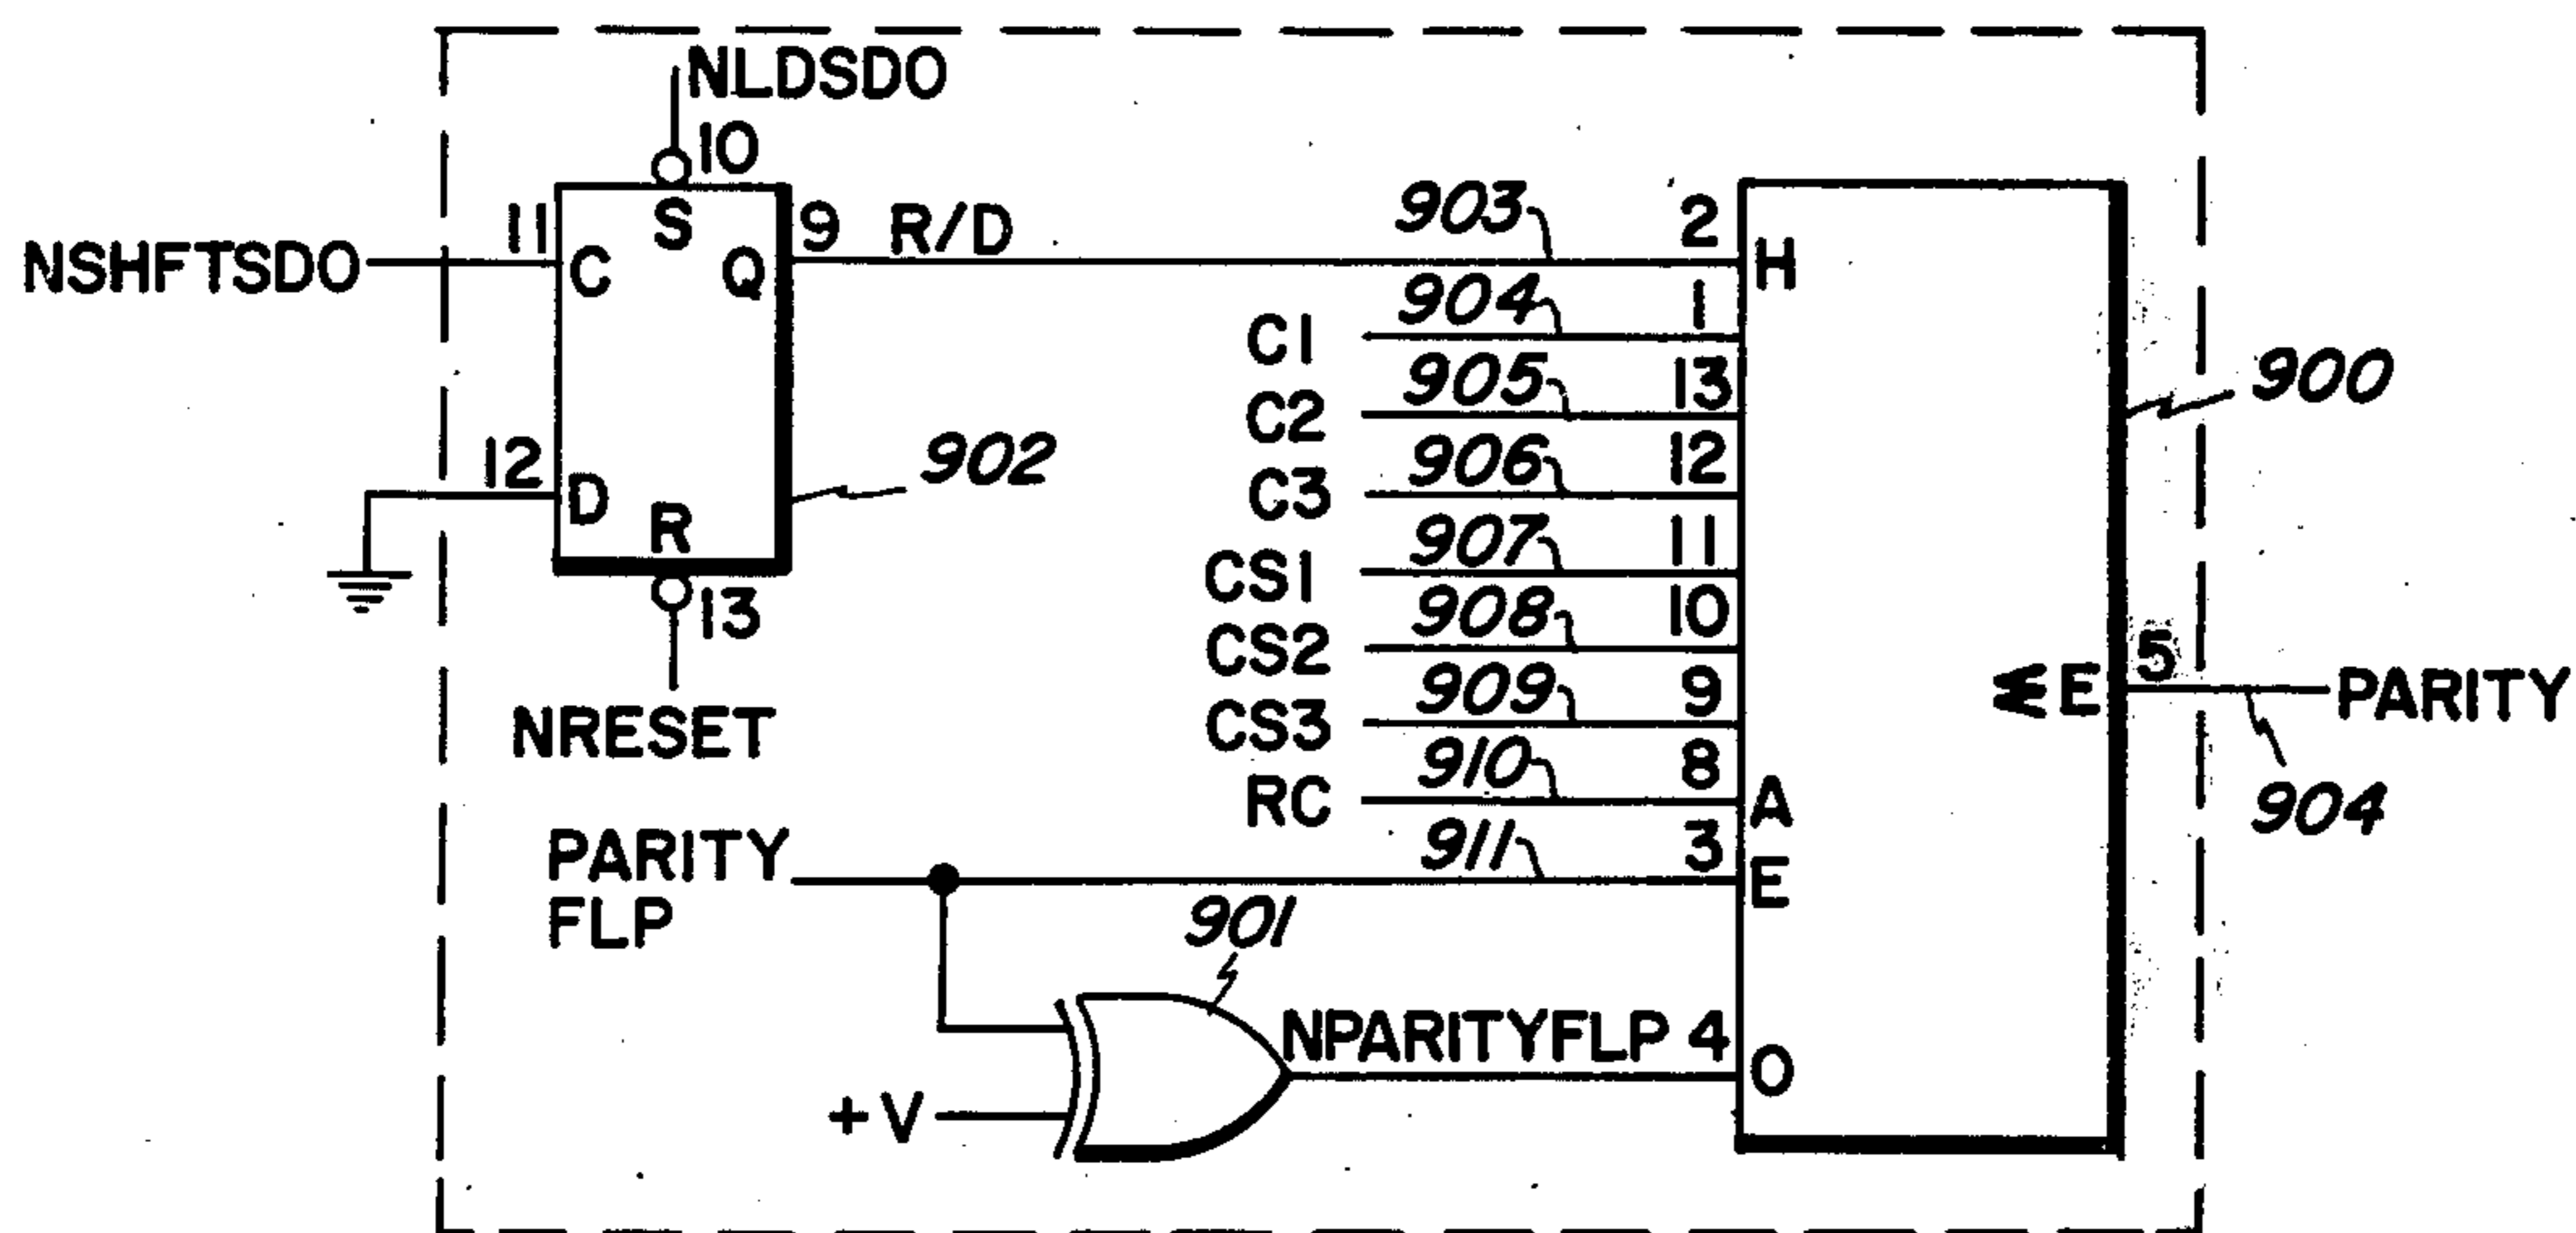 NLDSDO
10
11
S
9
R/D
903
2
NSHFTSDO
C
Q
H
904
1
C1
905
13
900
C2
12
902
906
12
D
C3
R
907
11
CS1
13
908
10
CS2
5
909
9
E
PARITY
NRESET
CS3
910
8
904
RC
A
PARITY
FLP
911
3
E
901
NPARITYFLP
4
O
+V